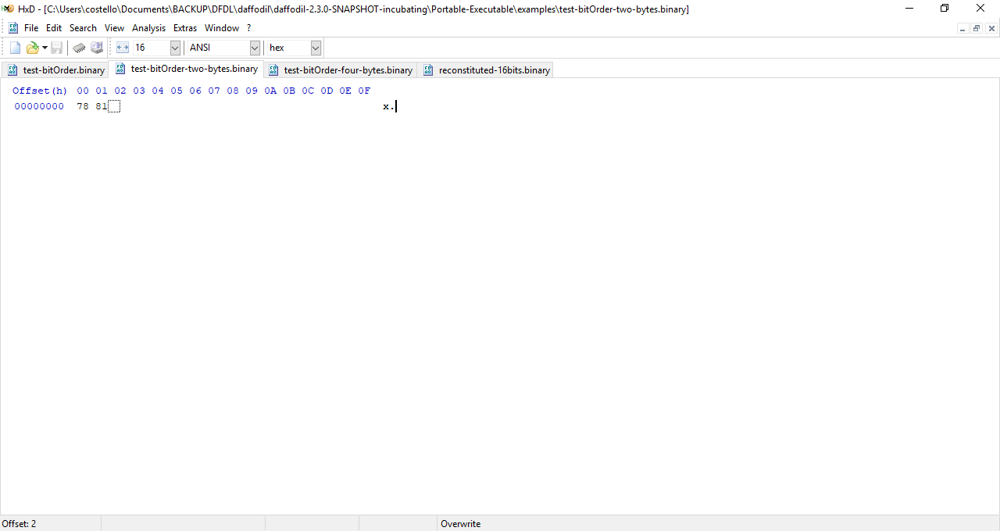 HxD - [C:\Users\costello\Documents\BACKUP\DFDL\daffodil\daffodil-2.3.0-SNAPSHOT-incubating\Portable-Executable\examples\test-bitOrder-two-bytes.binary]
File Edit Search View Analysis Extras Window ?
16 ANSI hex
test-bitOrder.binary test-bitOrder-two-bytes.binary test-bitOrder-four-bytes.binary reconstituted-16bits.binary
Offset(h) 00 01 02 03 04 05 06 07 08 09 0A 0B 0C 0D 0E 0F
00000000 78 81 x.
Offset: 2 Overwrite